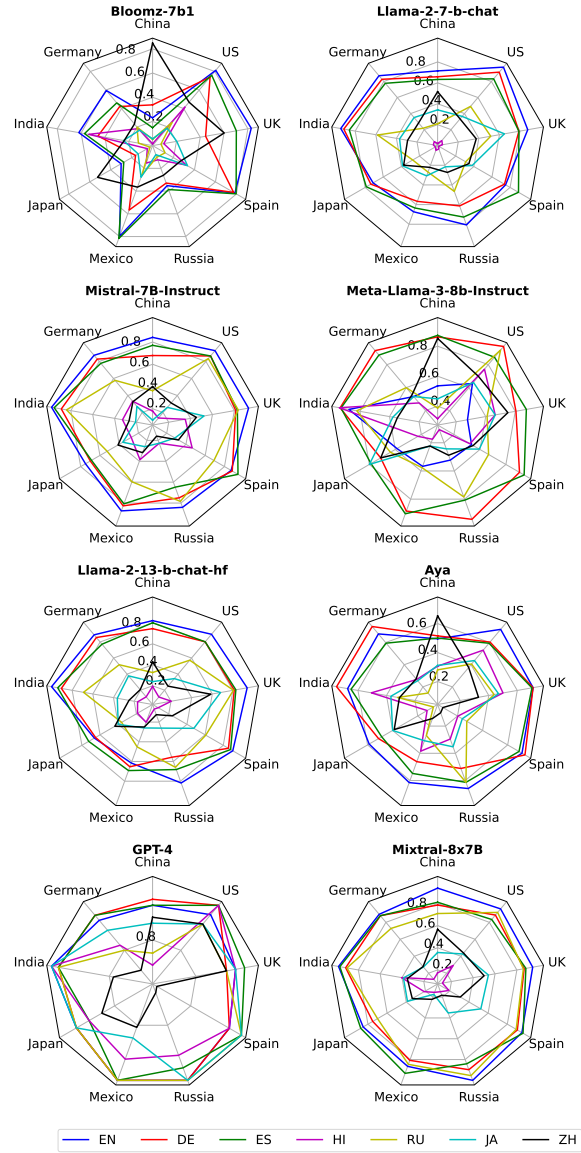 Bloomz-7b1
China
US
UK
Spain
Russia
Mexico
Japan
India
Germany
0.2
0.4
0.6
0.8
Llama-2-7-b-chat
China
US
UK
Spain
Russia
Mexico
Japan
India
Germany
0.2
0.4
0.6
0.8
Mistral-7B-Instruct
China
US
UK
Spain
Russia
Mexico
Japan
India
Germany
0.2
0.4
0.6
0.8
Meta-Llama-3-8b-Instruct
China
US
UK
Spain
Russia
Mexico
Japan
India
Germany
0.4
0.6
0.8
Llama-2-13-b-chat-hf
China
US
UK
Spain
Russia
Mexico
Japan
India
Germany
0.2
0.4
0.6
0.8
Aya
China
US
UK
Spain
Russia
Mexico
Japan
India
Germany
0.2
0.4
0.6
GPT-4
China
US
UK
Spain
Russia
Mexico
Japan
India
Germany
0.8
Mixtral-8x7B
China
US
UK
Spain
Russia
Mexico
Japan
India
Germany
0.2
0.4
0.6
0.8
EN DE ES HI RU JA ZH